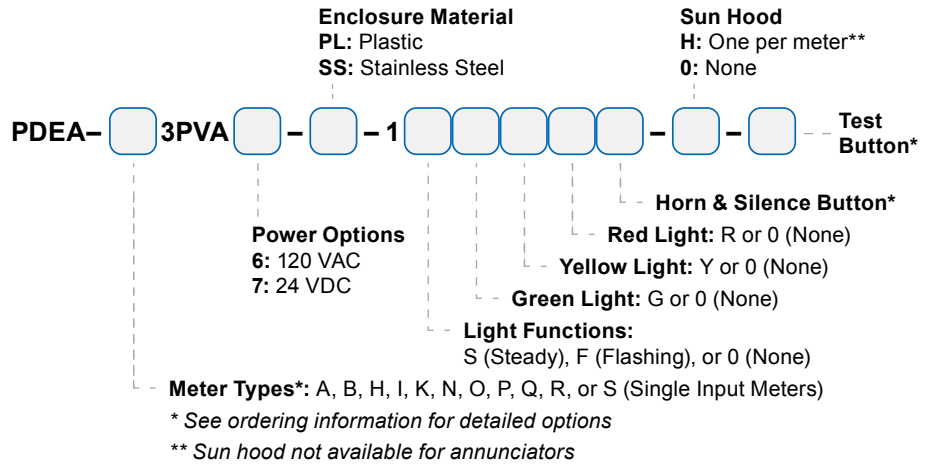 Enclosure Material
PL: Plastic
SS: Stainless Steel
Sun Hood
H: One per meter**
0: None
PDEA– 3PVA – – 1 – –
Test
Button*
Horn & Silence Button*
Red Light: R or 0 (None)
Yellow Light: Y or 0 (None)
Green Light: G or 0 (None)
Power Options
6: 120 VAC
7: 24 VDC
Light Functions:
S (Steady), F (Flashing), or 0 (None)
Meter Types*: A, B, H, I, K, N, O, P, Q, R, or S (Single Input Meters)
* See ordering information for detailed options
** Sun hood not available for annunciators